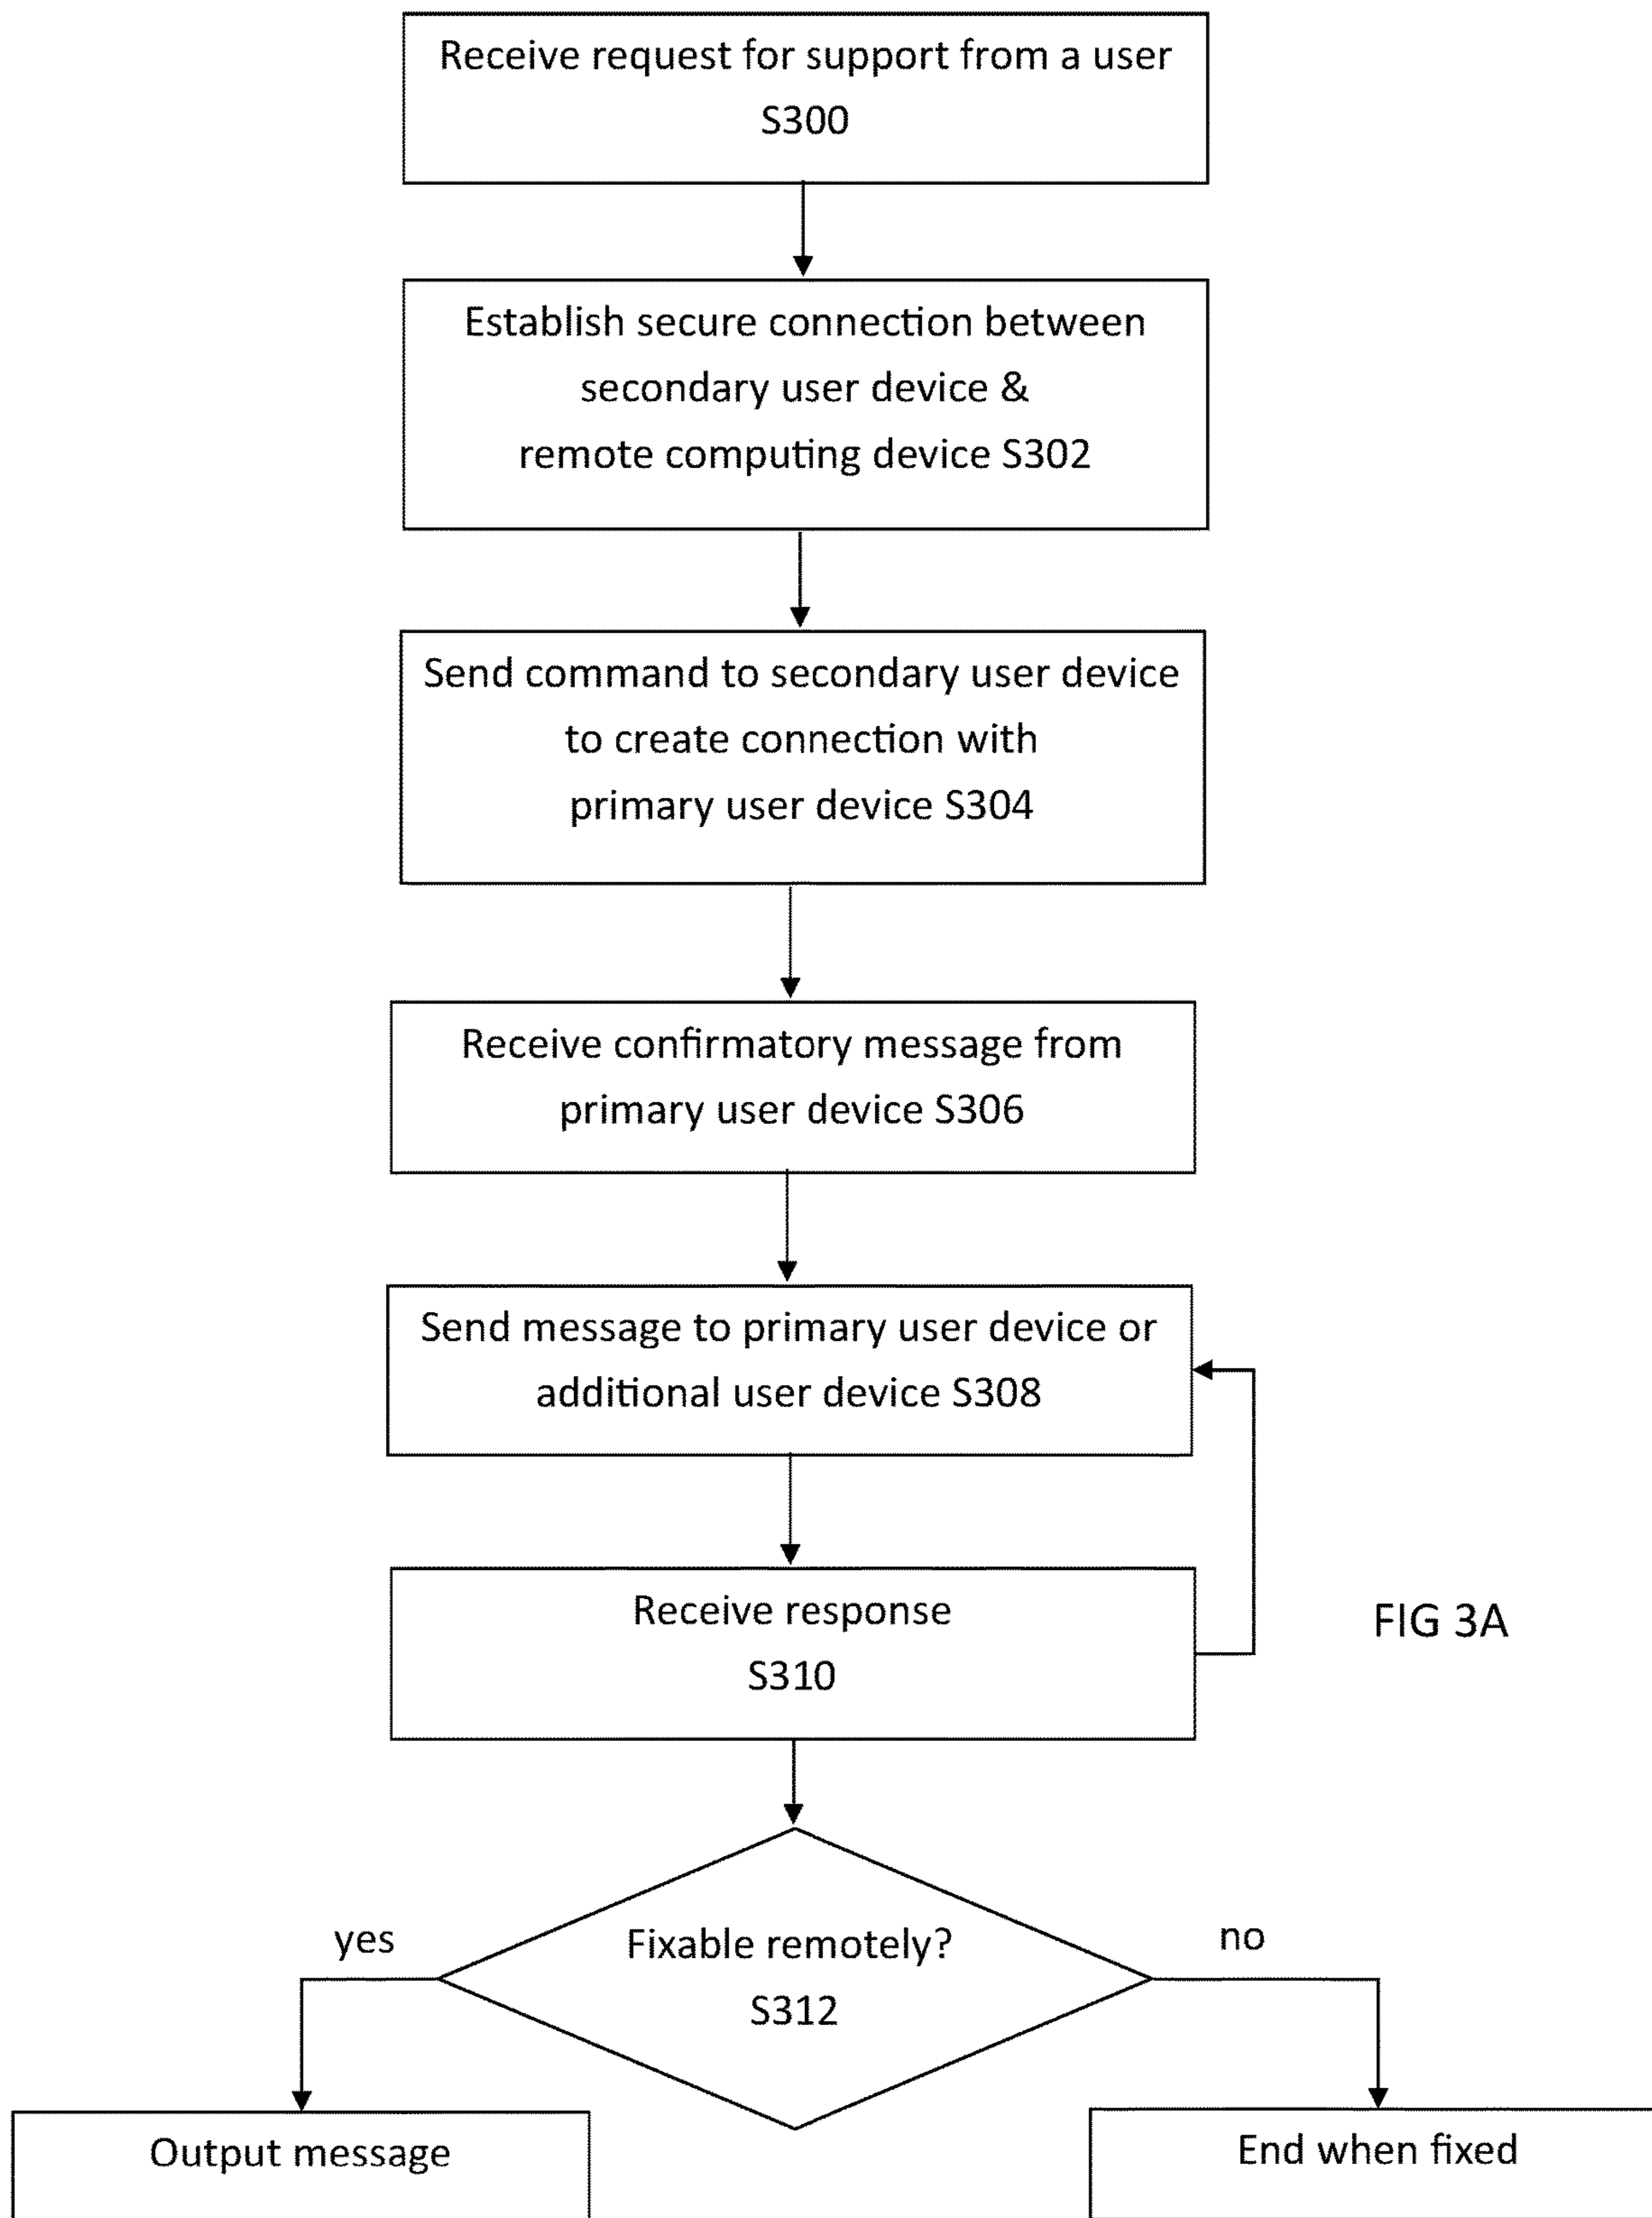 Receive request for support from a user
S300
Establish secure connection between
secondary user device &
remote computing device S302
Send command to secondary user device
to create connection with
primary user device S304
Receive confirmatory message from
primary user device S306
Send message to primary user device or
additional user device S308
Receive response
S310
FIG 3A
Fixable remotely?
S312
yes
no
Output message
End when fixed